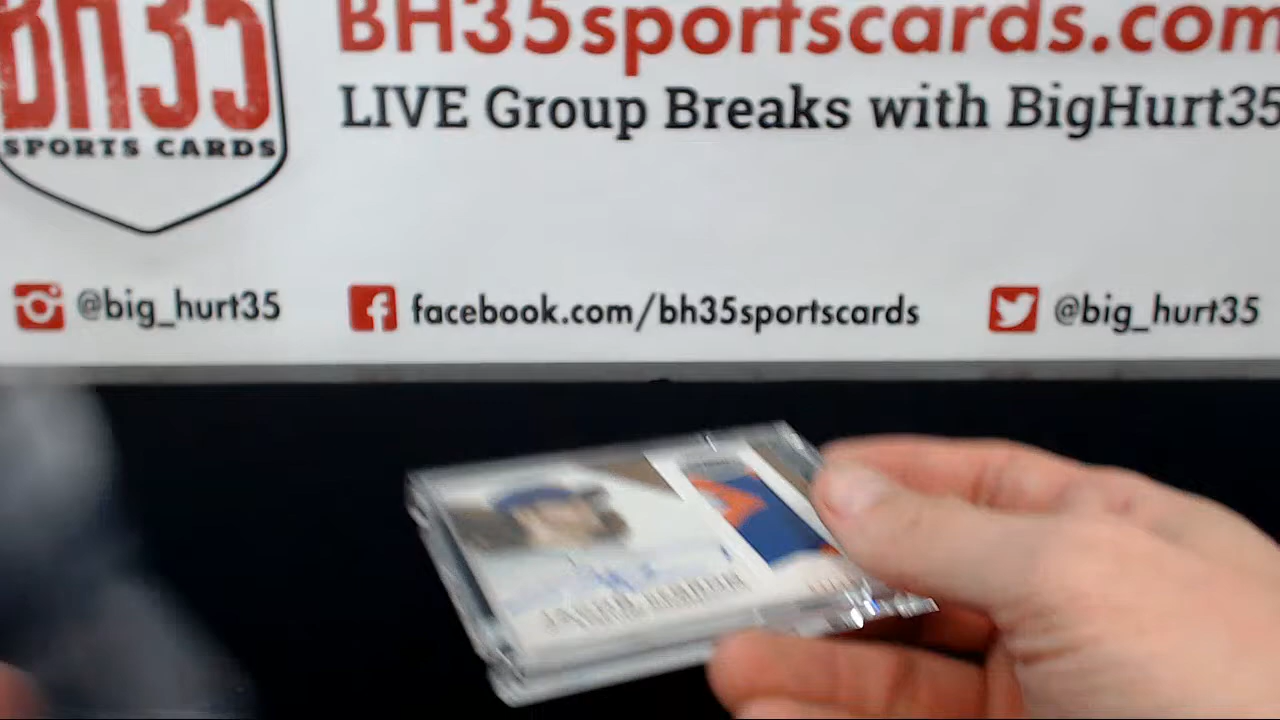 BH35
SPORTS CARDS
BH35sportscards.com
LIVE Group Breaks with BigHurt35
@big_hurt35
facebook.com/bh35sportscards
@big_hurt35